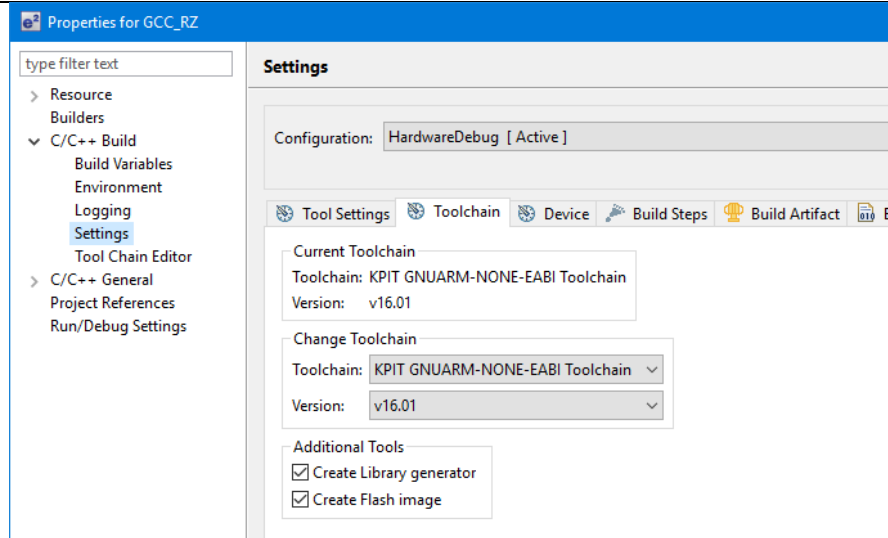 e² Properties for GCC_RZ
type filter text
Resource
Builders
C/C++ Build
Build Variables
Environment
Logging
Settings
Tool Chain Editor
C/C++ General
Project References
Run/Debug Settings
Settings
Configuration: HardwareDebug [ Active ]
Tool Settings Toolchain Device Build Steps Build Artifact 010
Current Toolchain
Toolchain: KPIT GNUARM-NONE-EABI Toolchain
Version: v16.01
Change Toolchain
Toolchain: KPIT GNUARM-NONE-EABI Toolchain
Version: v16.01
Additional Tools
Create Library generator
Create Flash image